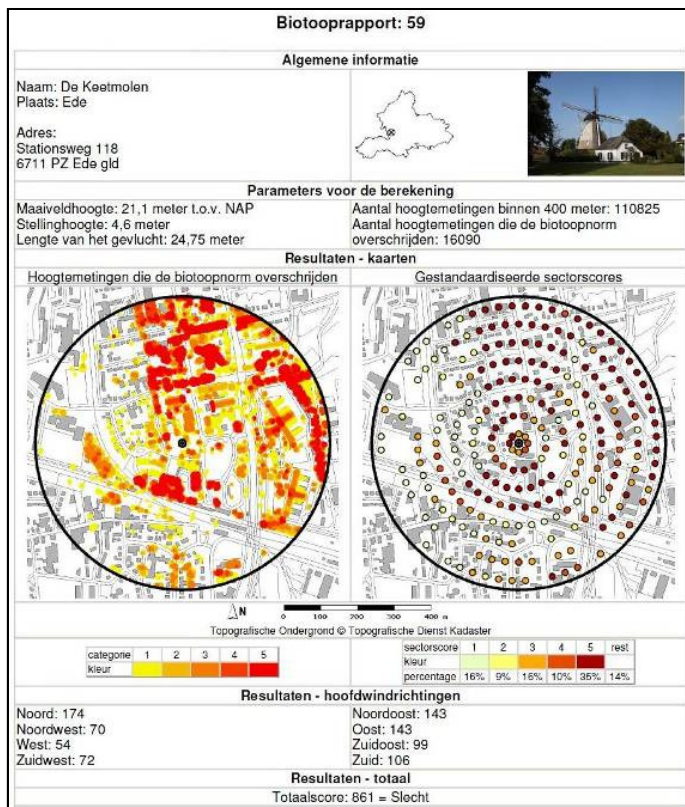 Biotooprapport: 59
Algemene informatie
Naam: De Keetmolen
Plaats: Ede
Adres:
Stationsweg 118
6711 PZ Ede gld
Parameters voor de berekening
Maaiveldhoogte: 21,1 meter t.o.v. NAP
Stellinghoogte: 4,6 meter
Lengte van het gevlucht: 24,75 meter
Aantal hoogtemetingen binnen 400 meter: 110825
Aantal hoogtemetingen die de biotoopnorm
overschrijden: 16090
Resultaten - kaarten
Hoogtemetingen die de biotoopnorm overschrijden
Gestandaardiseerde sectorscores
N
0 100 200 300 400 m
Topografische Ondergrond © Topografische Dienst Kadaster
categorie 1 2 3 4 5
kleur
sectorscore 1 2 3 4 5 rest
kleur
percentage 16% 9% 16% 10% 35% 14%
Resultaten - hoofdwindrichtingen
Noord: 174
Noordwest: 70
West: 54
Zuidwest: 72
Noordoost: 143
Oost: 143
Zuidoost: 99
Zuid: 106
Resultaten - totaal
Totaalscore: 861 = Slecht